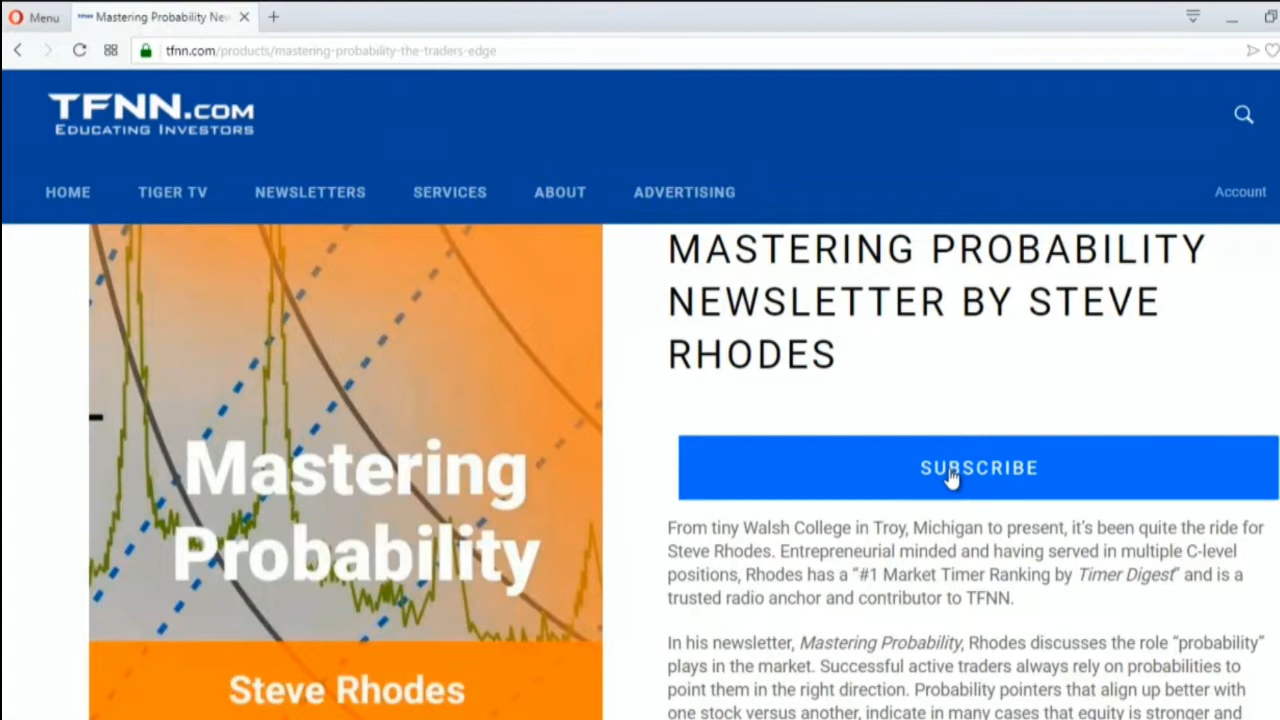 Menu
Mastering Probability New
tfnn.com/products/mastering-probability-the-traders-edge
TFNN.COM
EDUCATING INVESTORS
HOME TIGER TV NEWSLETTERS SERVICES ABOUT ADVERTISING Account
Mastering
Probability
Steve Rhodes
MASTERING PROBABILITY
NEWSLETTER BY STEVE
RHODES
SUBSCRIBE
From tiny Walsh College in Troy, Michigan to present, it's been quite the ride for
Steve Rhodes. Entrepreneurial minded and having served in multiple C-level
positions, Rhodes has a “#1 Market Timer Ranking by Timer Digest” and is a
trusted radio anchor and contributor to TFNN.
In his newsletter, Mastering Probability, Rhodes discusses the role “probability”
plays in the market. Successful active traders always rely on probabilities to
point them in the right direction. Probability pointers that align up better with
one stock versus another, indicate in many cases that equity is stronger and